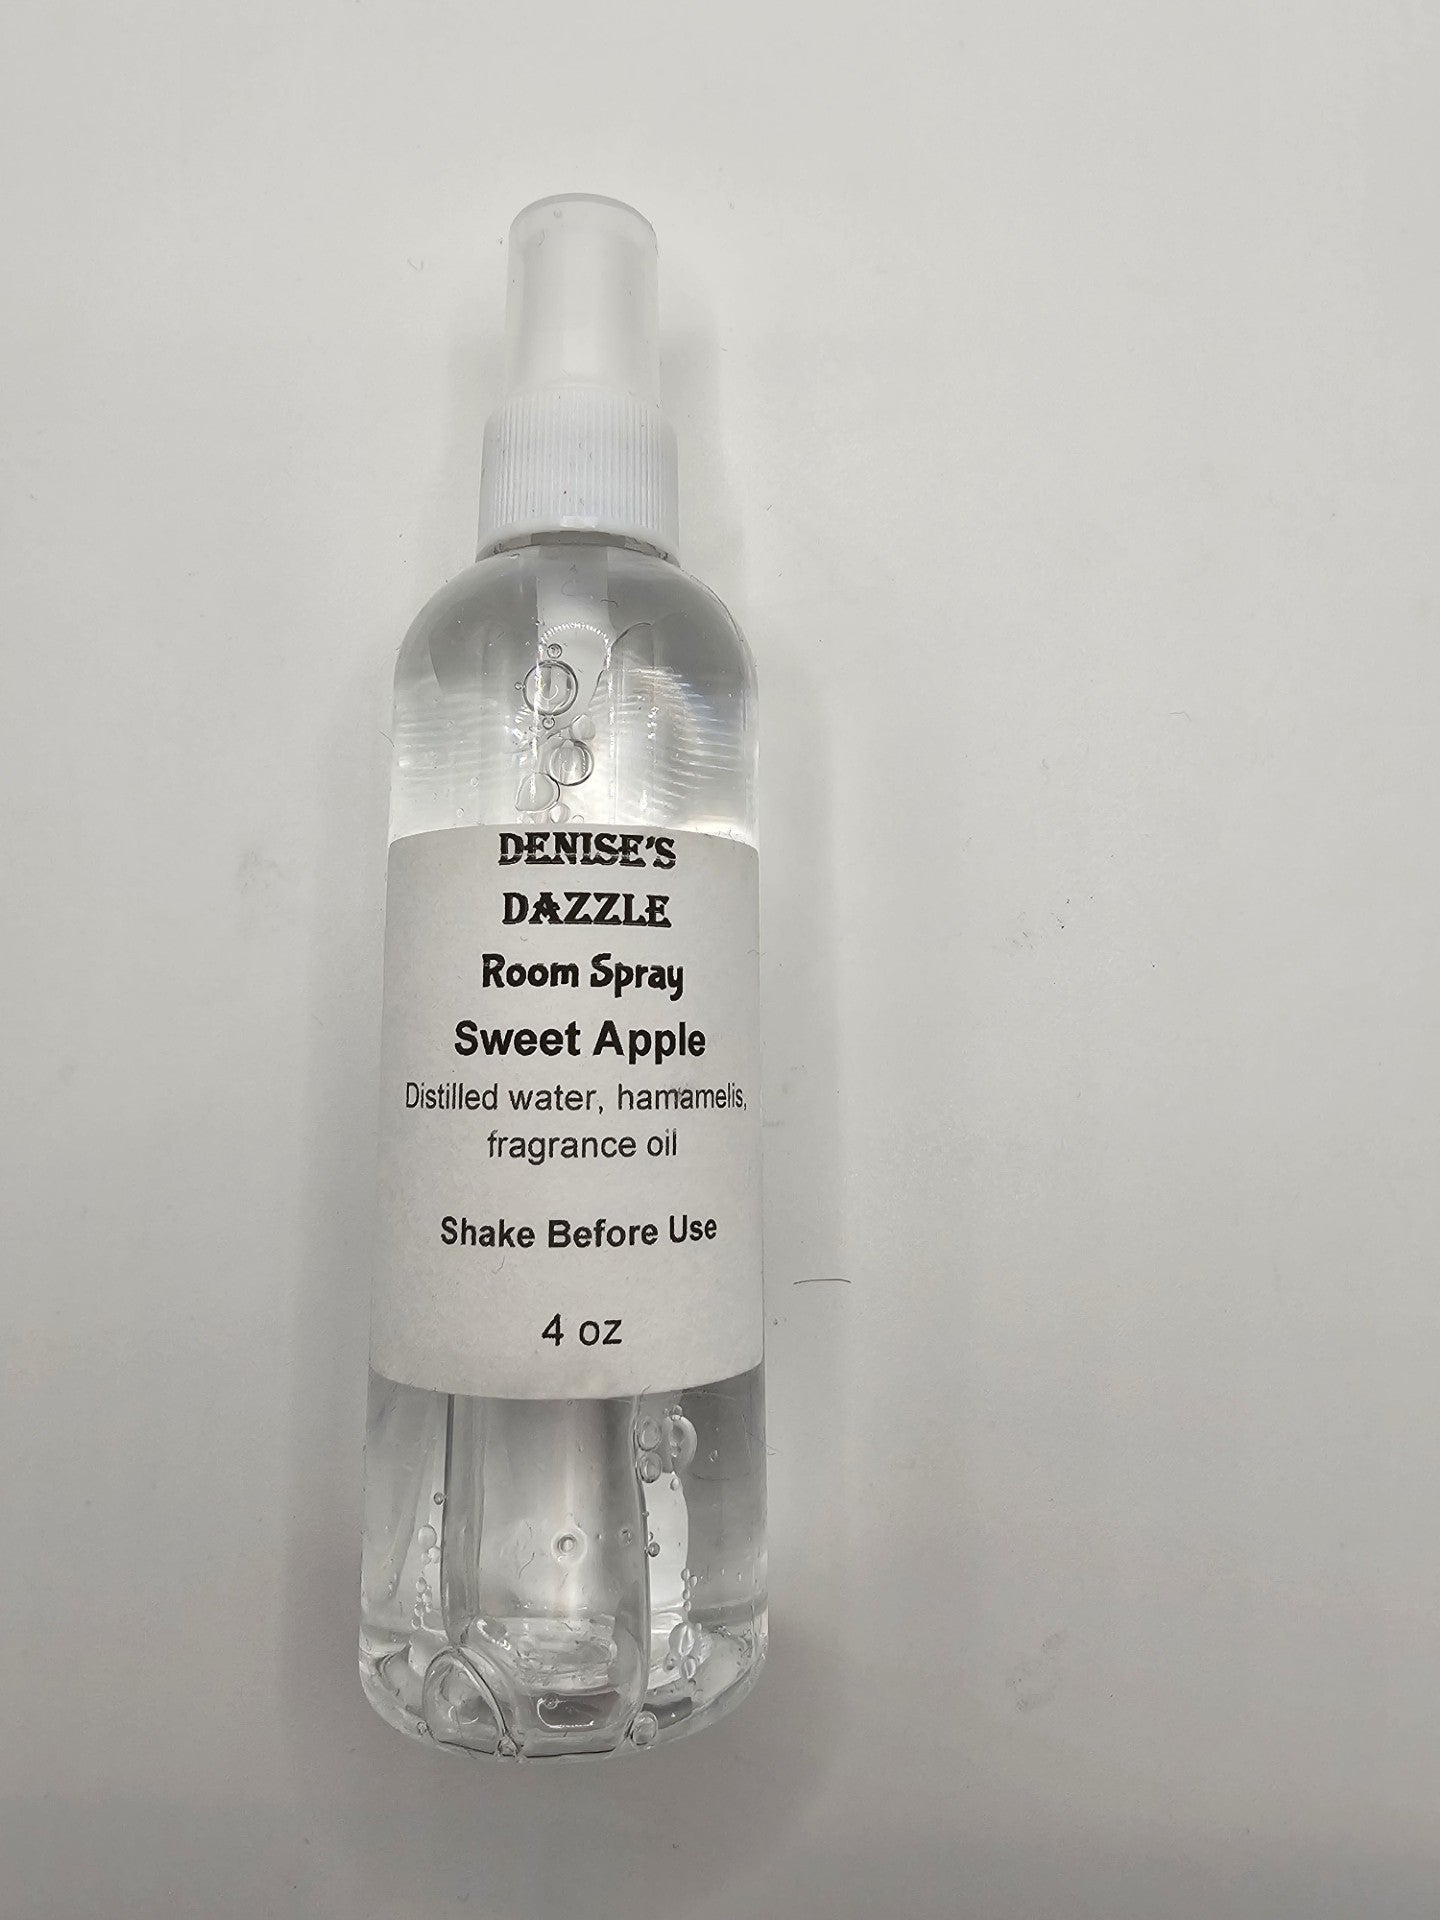 DENISE'S
DAZZLE
Room Spray
Sweet Apple
Distilled water, hamamelis,
fragrance oil
Shake Before Use
4 oz